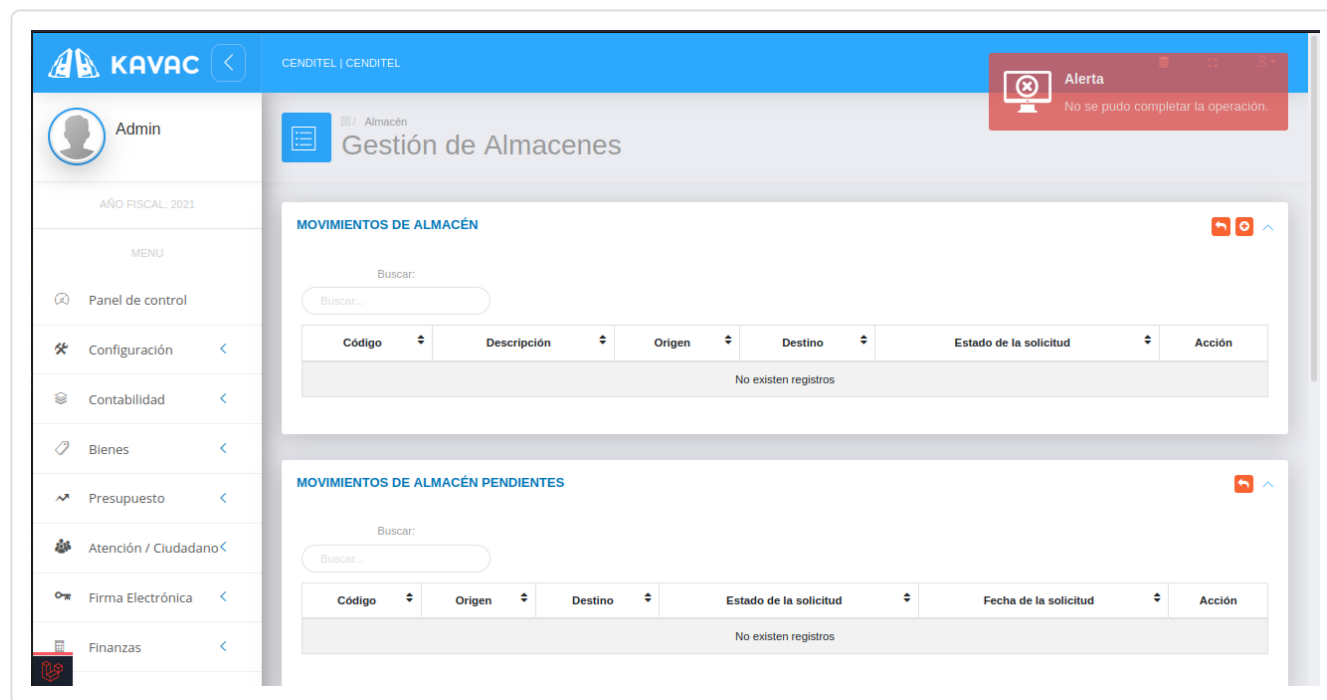 KAVAC
CENDITEL | CENDITEL
Alerta
No se pudo completar la operación.
Admin
AÑO FISCAL: 2021
MENU
Panel de control
Configuración
Contabilidad
Bienes
Presupuesto
Atención / Ciudadano
Firma Electrónica
Finanzas
/ Almacén
Gestión de Almacenes
MOVIMIENTOS DE ALMACÉN
Buscar:
Buscar...
Código Descripción Origen Destino Estado de la solicitud Acción
No existen registros
MOVIMIENTOS DE ALMACÉN PENDIENTES
Buscar:
Buscar...
Código Origen Destino Estado de la solicitud Fecha de la solicitud Acción
No existen registros